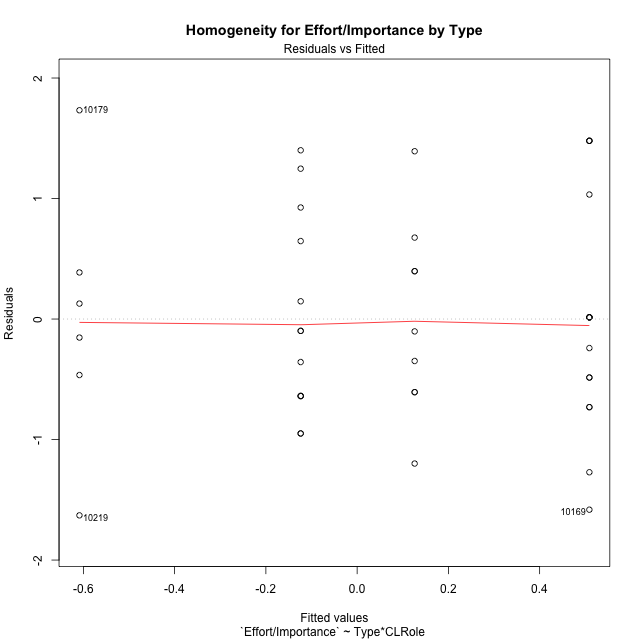 Homogeneity for Effort/Importance by Type
Residuals vs Fitted
2
1
0
-1
-2
Residuals
10179
10219
10169
-0.6 -0.4 -0.2 0.0 0.2 0.4
Fitted values
`Effort/Importance` ~ Type*CLRole